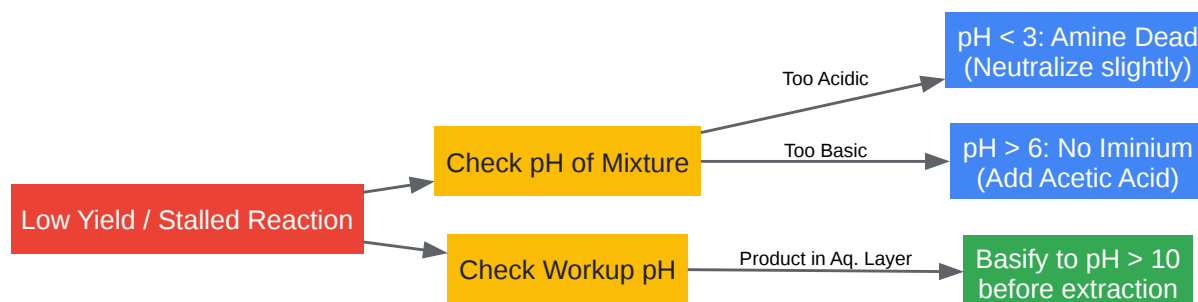 pH < 3: Amine Dead
(Neutralize slightly)
Too Acidic
Check pH of Mixture
Too Basic
pH > 6: No Iminium
(Add Acetic Acid)
Low Yield / Stalled Reaction
Check Workup pH
Product in Aq. Layer
Basify to pH > 10
before extraction